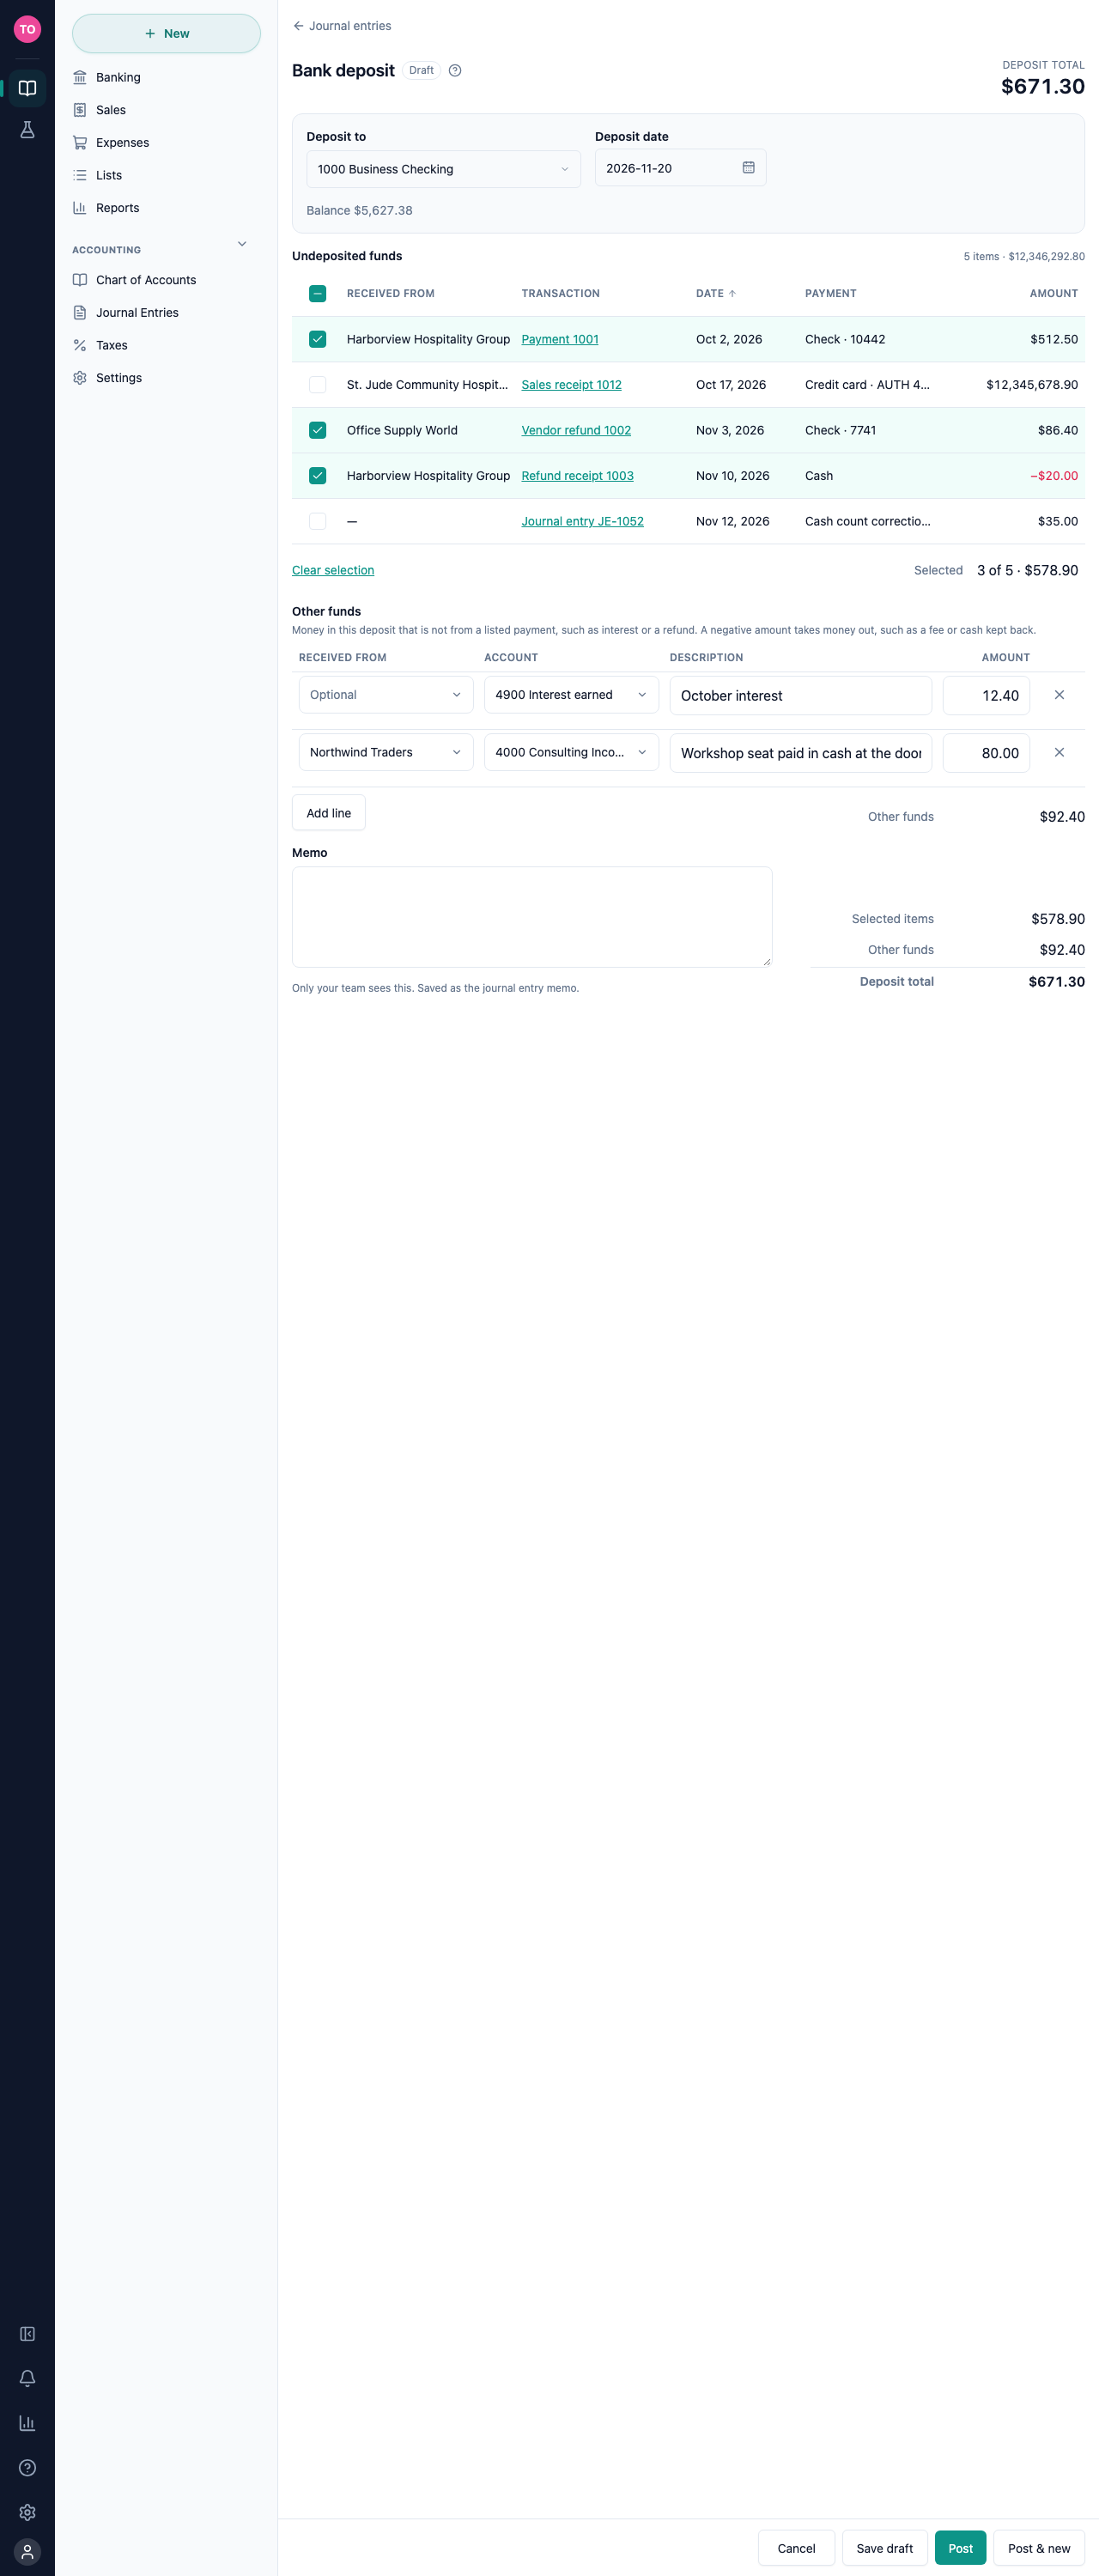 TO
New
Banking
Sales
Expenses
Lists
Reports
ACCOUNTING
Chart of Accounts
Journal Entries
Taxes
Settings
Journal entries
Bank deposit Draft
DEPOSIT TOTAL
$671.30
Deposit to Deposit date
1000 Business Checking 2026-11-20
Balance $5,627.38
Undeposited funds 5 items · $12,346,292.80
RECEIVED FROM TRANSACTION DATE ↑ PAYMENT AMOUNT
Harborview Hospitality Group Payment 1001 Oct 2, 2026 Check · 10442 $512.50
St. Jude Community Hospit... Sales receipt 1012 Oct 17, 2026 Credit card · AUTH 4... $12,345,678.90
Office Supply World Vendor refund 1002 Nov 3, 2026 Check · 7741 $86.40
Harborview Hospitality Group Refund receipt 1003 Nov 10, 2026 Cash −$20.00
— Journal entry JE-1052 Nov 12, 2026 Cash count correctio... $35.00
Clear selection Selected 3 of 5 · $578.90
Other funds
Money in this deposit that is not from a listed payment, such as interest or a refund. A negative amount takes money out, such as a fee or cash kept back.
RECEIVED FROM ACCOUNT DESCRIPTION AMOUNT
Optional 4900 Interest earned October interest 12.40
Northwind Traders 4000 Consulting Inco... Workshop seat paid in cash at the door 80.00
Add line Other funds $92.40
Memo
Selected items $578.90
Other funds $92.40
Deposit total $671.30
Only your team sees this. Saved as the journal entry memo.
Cancel Save draft Post Post & new